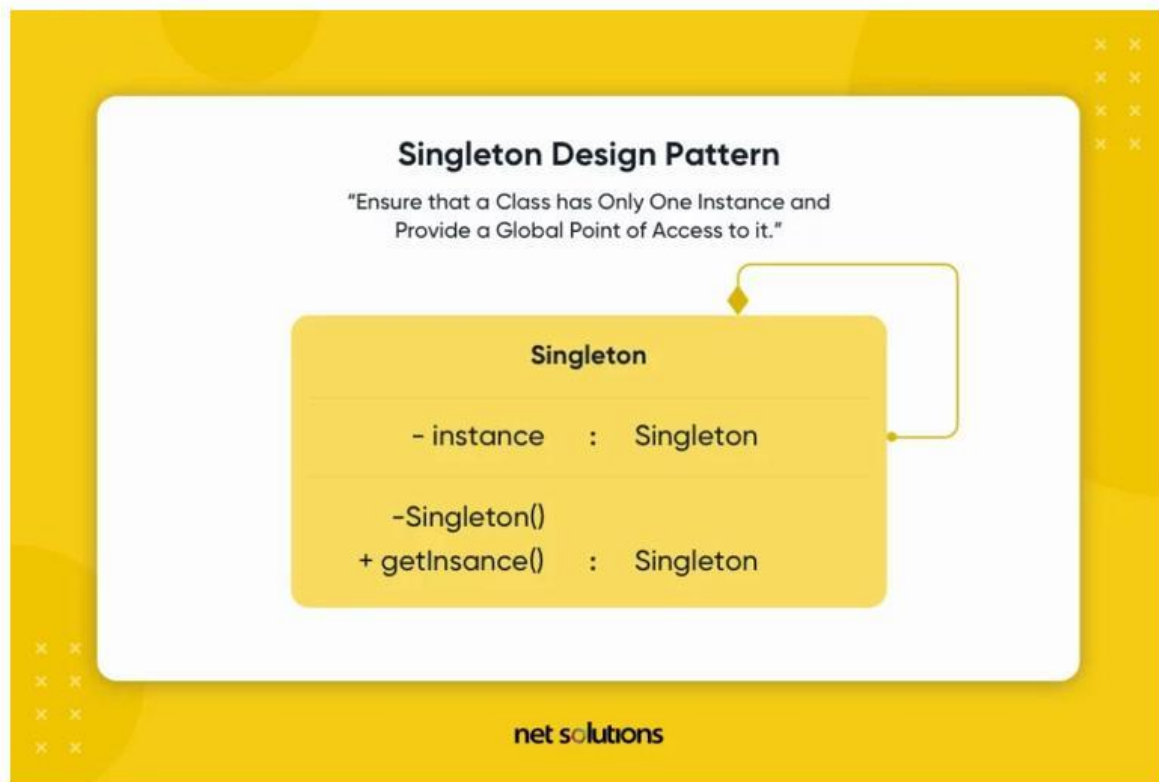 Singleton Design Pattern
“Ensure that a Class has Only One Instance and
Provide a Global Point of Access to it.”
Singleton
- instance : Singleton
-Singleton()
+ getInsance() : Singleton
net solutions